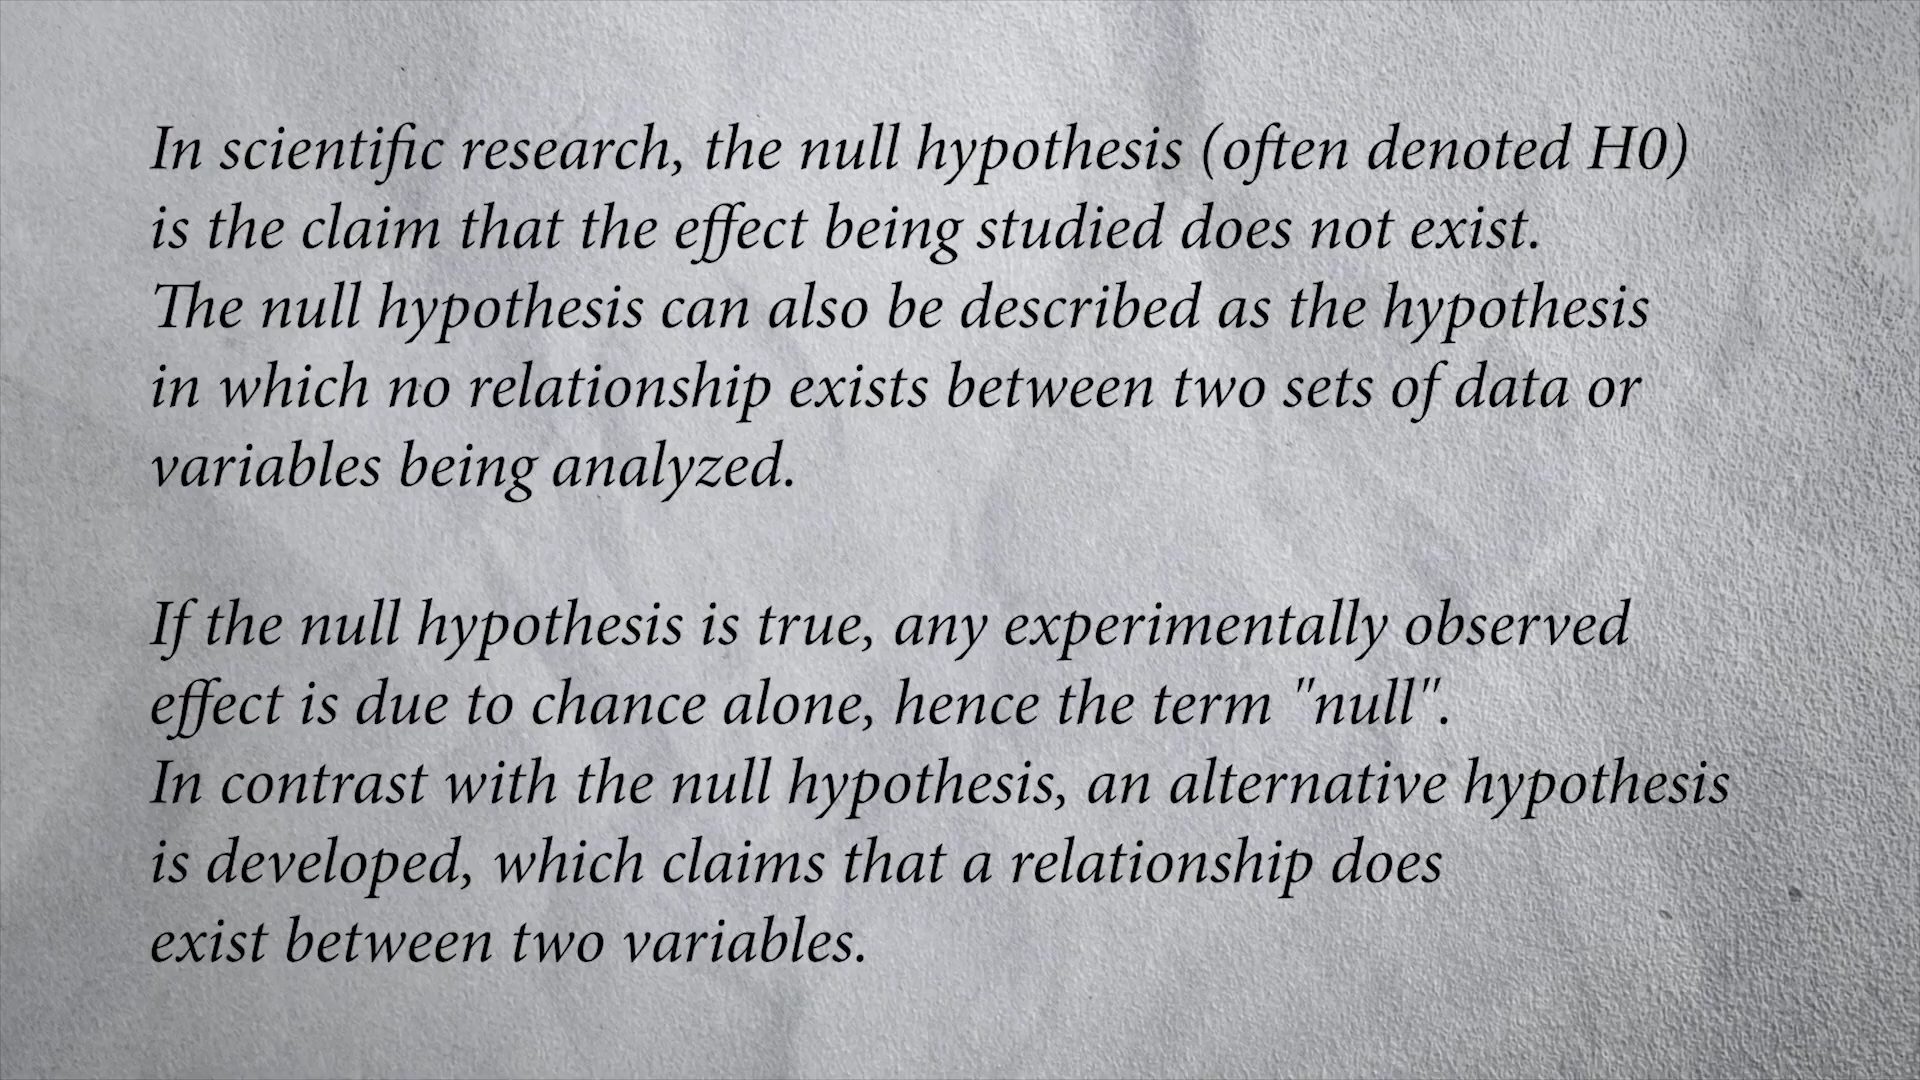 In scientific research, the null hypothesis (often denoted H0)
is the claim that the effect being studied does not exist.
The null hypothesis can also be described as the hypothesis
in which no relationship exists between two sets of data or
variables being analyzed.
If the null hypothesis is true, any experimentally observed
effect is due to chance alone, hence the term "null".
In contrast with the null hypothesis, an alternative hypothesis
is developed, which claims that a relationship does
exist between two variables.